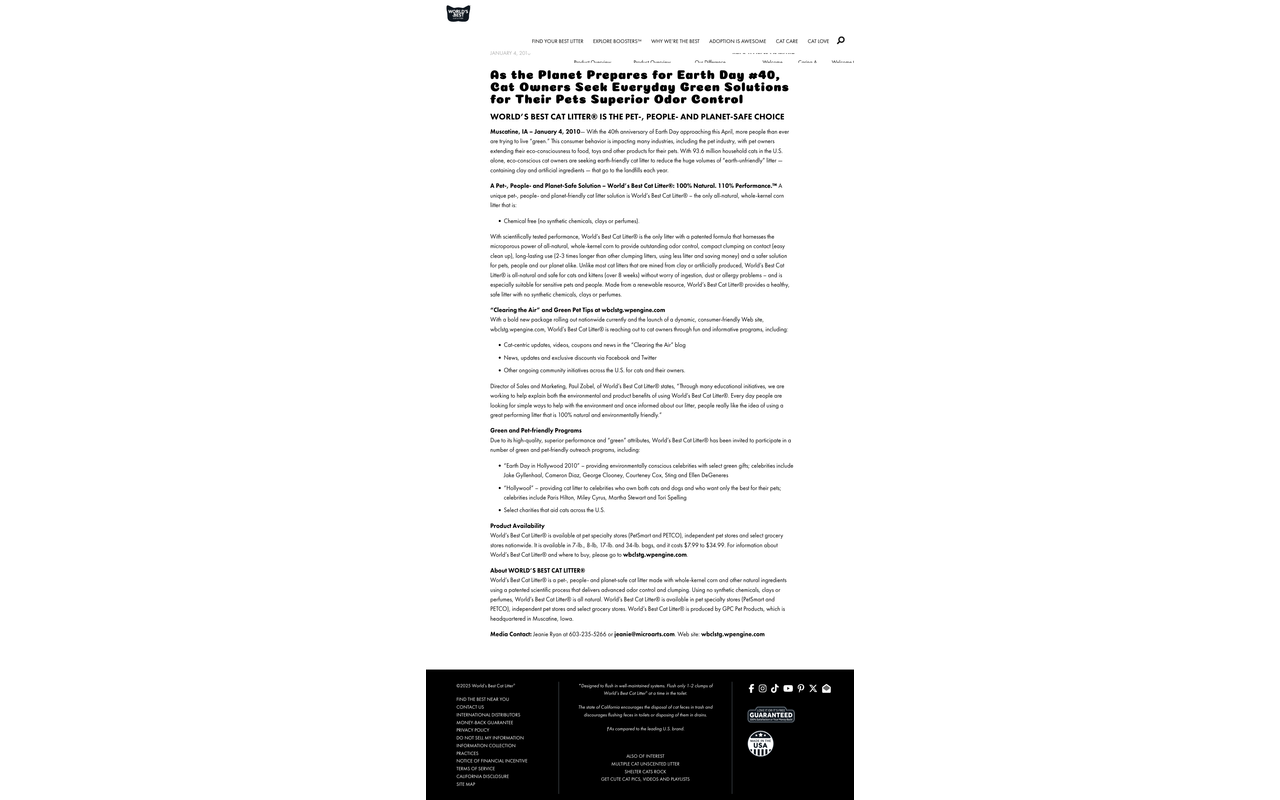 WORLD'S BEST
FIND YOUR BEST LITTER EXPLORE BOOSTERS™ WHY WE'RE THE BEST ADOPTION IS AWESOME CAT CARE CAT LOVE
JANUARY 4, 201
Product Overview Product Overview Our Difference Welcome Caring A Welcome
As the Planet Prepares for Earth Day #40,
Cat Owners Seek Everyday Green Solutions
for Their Pets Superior Odor Control
WORLD'S BEST CAT LITTER® IS THE PET-, PEOPLE- AND PLANET-SAFE CHOICE
Muscatine, IA – January 4, 2010— With the 40th anniversary of Earth Day approaching this April, more people than ever
are trying to live "green." This consumer behavior is impacting many industries, including the pet industry, with pet owners
extending their eco-consciousness to food, toys and other products for their pets. With 93.6 million household cats in the U.S.
alone, eco-conscious cat owners are seeking earth-friendly cat litter to reduce the huge volumes of "earth-unfriendly" litter —
containing clay and artificial ingredients — that go to the landfills each year.
A Pet-, People- and Planet-Safe Solution – World's Best Cat Litter®: 100% Natural. 110% Performance.™ A
unique pet-, people- and planet-friendly cat litter solution is World's Best Cat Litter® – the only all-natural, whole-kernel corn
litter that is:
• Chemical free (no synthetic chemicals, clays or perfumes).
With scientifically tested performance, World's Best Cat Litter® is the only litter with a patented formula that harnesses the
microporous power of all-natural, whole-kernel corn to provide outstanding odor control, compact clumping on contact (easy
clean up), long-lasting use (2-3 times longer than other clumping litters, using less litter and saving money) and a safer solution
for pets, people and our planet alike. Unlike most cat litters that are mined from clay or artificially produced, World's Best Cat
Litter® is all-natural and safe for cats and kittens (over 8 weeks) without worry of ingestion, dust or allergy problems – and is
especially suitable for sensitive pets and people. Made from a renewable resource, World's Best Cat Litter® provides a healthy,
safe litter with no synthetic chemicals, clays or perfumes.
"Clearing the Air" and Green Pet Tips at wbclstg.wpengine.com
With a bold new package rolling out nationwide currently and the launch of a dynamic, consumer-friendly Web site,
wbclstg.wpengine.com, World's Best Cat Litter® is reaching out to cat owners through fun and informative programs, including:
• Cat-centric updates, videos, coupons and news in the "Clearing the Air" blog
• News, updates and exclusive discounts via Facebook and Twitter
• Other ongoing community initiatives across the U.S. for cats and their owners.
Director of Sales and Marketing, Paul Zobel, of World's Best Cat Litter® states, "Through many educational initiatives, we are
working to help explain both the environmental and product benefits of using World's Best Cat Litter®. Every day people are
looking for simple ways to help with the environment and once informed about our litter, people really like the idea of using a
great performing litter that is 100% natural and environmentally friendly."
Green and Pet-friendly Programs
Due to its high-quality, superior performance and "green" attributes, World's Best Cat Litter® has been invited to participate in a
number of green and pet-friendly outreach programs, including:
• "Earth Day in Hollywood 2010" – providing environmentally conscious celebrities with select green gifts; celebrities include
Jake Gyllenhaal, Cameron Diaz, George Clooney, Courteney Cox, Sting and Ellen DeGeneres
• "Hollywoof" – providing cat litter to celebrities who own both cats and dogs and who want only the best for their pets;
celebrities include Paris Hilton, Miley Cyrus, Martha Stewart and Tori Spelling
• Select charities that aid cats across the U.S.
Product Availability
World's Best Cat Litter® is available at pet specialty stores (PetSmart and PETCO), independent pet stores and select grocery
stores nationwide. It is available in 7-lb., 8-lb, 17-lb. and 34-lb. bags, and it costs $7.99 to $34.99. For information about
World's Best Cat Litter® and where to buy, please go to wbclstg.wpengine.com.
About WORLD'S BEST CAT LITTER®
World's Best Cat Litter® is a pet-, people- and planet-safe cat litter made with whole-kernel corn and other natural ingredients
using a patented scientific process that delivers advanced odor control and clumping. Using no synthetic chemicals, clays or
perfumes, World's Best Cat Litter® is all natural. World's Best Cat Litter® is available in pet specialty stores (PetSmart and
PETCO), independent pet stores and select grocery stores. World's Best Cat Litter® is produced by GPC Pet Products, which is
headquartered in Muscatine, Iowa.
Media Contact: Jeanie Ryan at 603-235-5266 or jeanie@microarts.com. Web site: wbclstg.wpengine.com
©2025 World's Best Cat Litter®
FIND THE BEST NEAR YOU
CONTACT US
INTERNATIONAL DISTRIBUTORS
MONEY-BACK GUARANTEE
PRIVACY POLICY
DO NOT SELL MY INFORMATION
INFORMATION COLLECTION
PRACTICES
NOTICE OF FINANCIAL INCENTIVE
TERMS OF SERVICE
CALIFORNIA DISCLOSURE
SITE MAP
*Designed to flush in well-maintained systems. Flush only 1-2 clumps of
World's Best Cat Litter® at a time in the toilet.
The state of California encourages the disposal of cat feces in trash and
discourages flushing feces in toilets or disposing of them in drains.
†As compared to the leading U.S. brand.
ALSO OF INTEREST
MULTIPLE CAT UNSCENTED LITTER
SHELTER CATS ROCK
GET CUTE CAT PICS, VIDEOS AND PLAYLISTS
GUARANTEED
MADE IN THE
USA